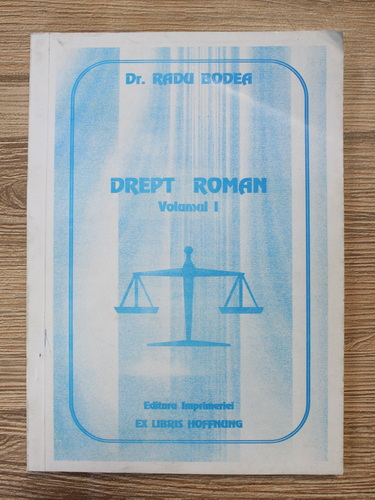 Dr. RADU BODEA
DREPT ROMAN
Volumul I
Editura Imprimeriei
EX LIBRIS HOFFNUNG